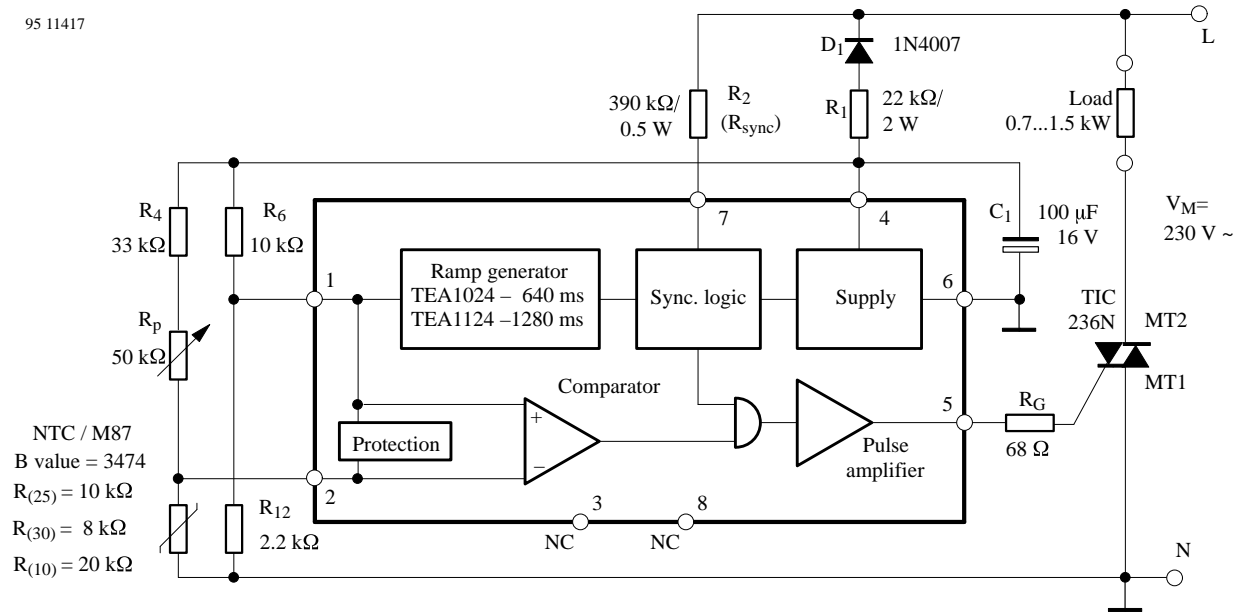 95 11417
L
D1
1N4007
390 kΩ/
0.5 W
R2
(Rsync)
R1
22 kΩ/
2 W
Load
0.7...1.5 kW
R4
33 kΩ
R6
10 kΩ
7
4
C1
100 μF
16 V
VM=
230 V ~
1
Ramp generator
TEA1024 – 640 ms
TEA1124 –1280 ms
Sync. logic
Supply
6
TIC
236N
MT2
MT1
Rp
50 kΩ
Comparator
+
−
Protection
Pulse
amplifier
5
RG
68 Ω
NTC / M87
B value = 3474
R(25) = 10 kΩ
R(30) = 8 kΩ
R(10) = 20 kΩ
2
R12
2.2 kΩ
3
8
NC
NC
N